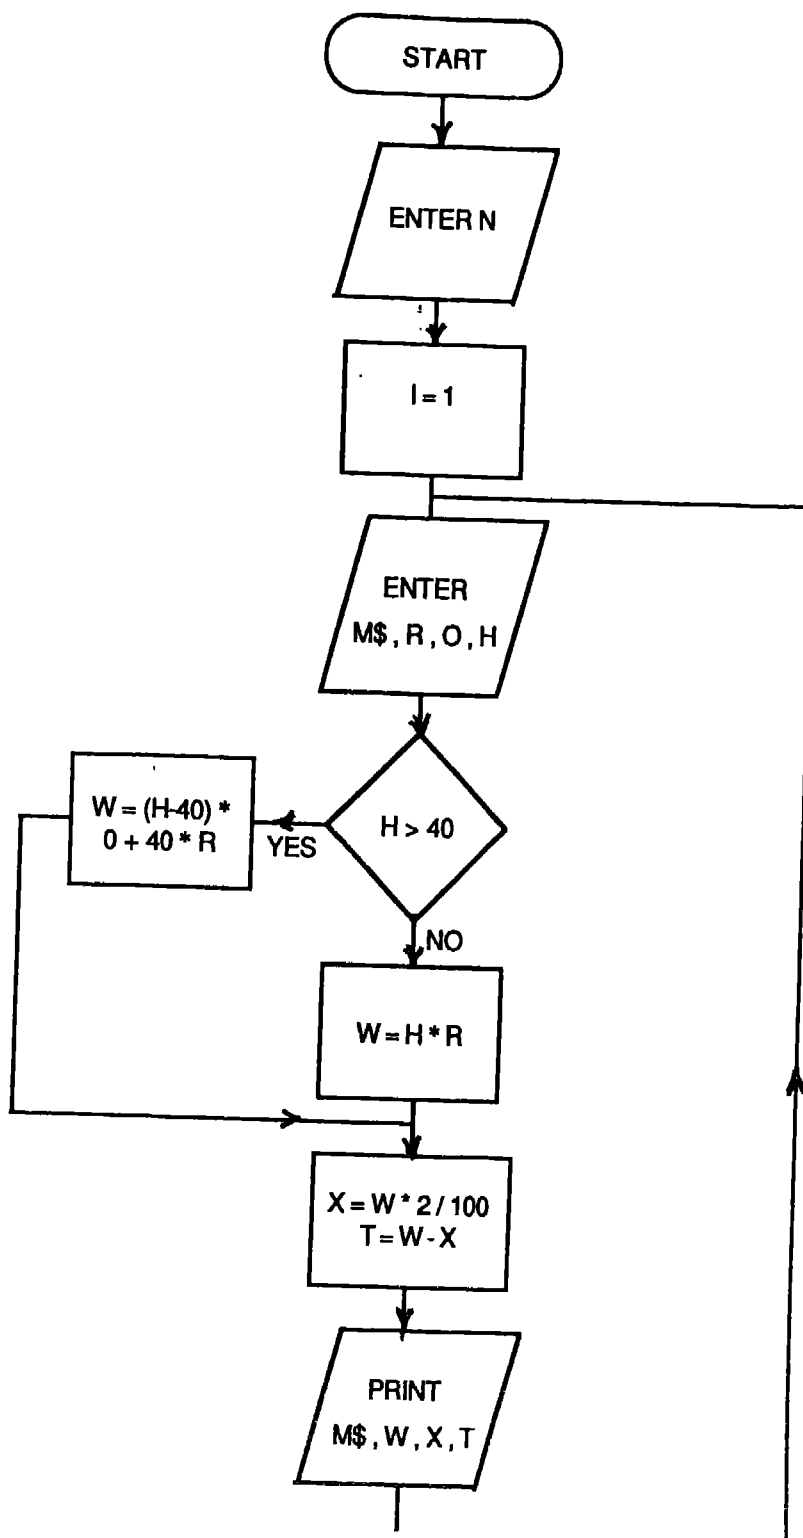 START
ENTER N
I = 1
ENTER
M$ , R , O , H
H > 40
YES
W = (H-40) *
0 + 40 * R
NO
W = H * R
X = W * 2 / 100
T = W - X
PRINT
M$ , W , X , T